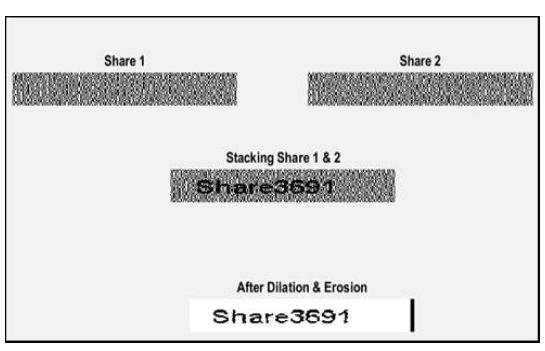 Share 1
Share 2
Stacking Share 1 & 2
Share3691
After Dilation & Erosion
Share3691